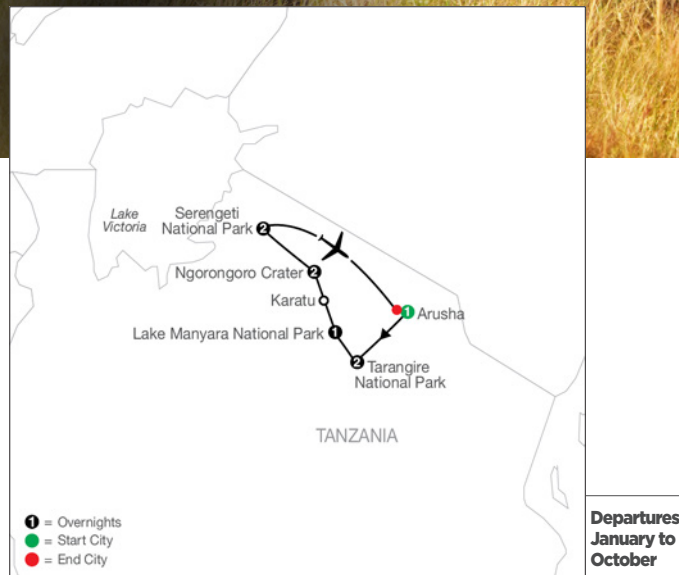 Lake
Victoria
Serengeti
National Park
2
Ngorongoro Crater
2
Karatu
1
Arusha
Lake Manyara National Park
1
2
Tarangire
National Park
TANZANIA
1 = Overnights
= Start City
= End City
Departures
January to
October